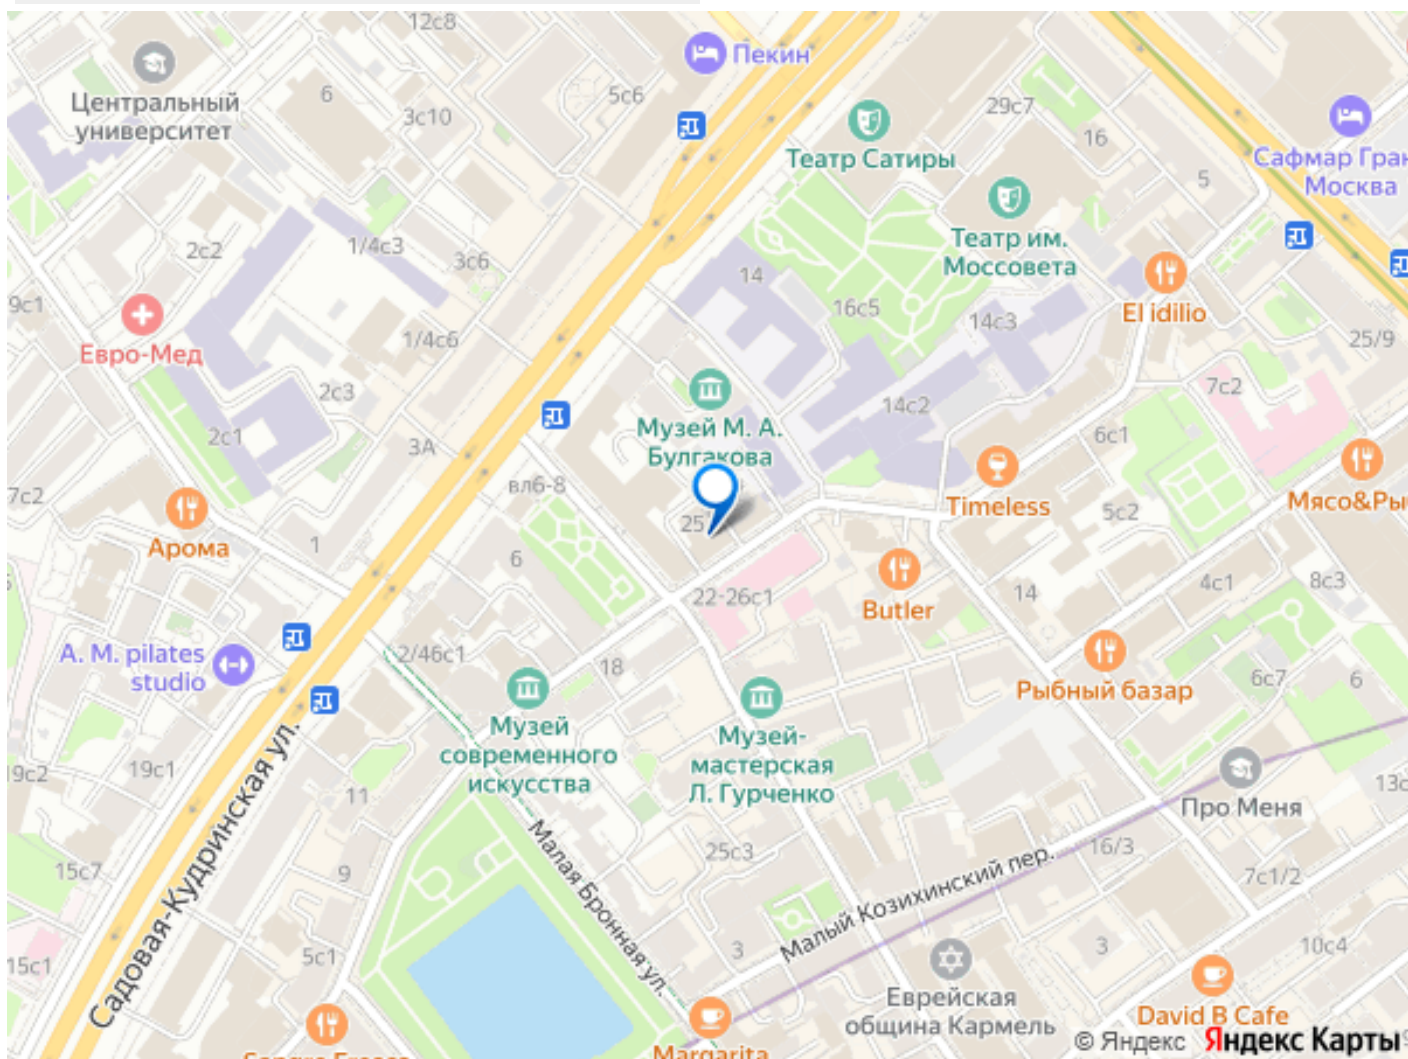 12с8
Пекин
Центральный
университет
6
3с10
5с6
29с7
16
Театр Сатиры
Сафмар Гран
Москва
5
Театр им.
Моссовета
2с2
1/4с3
3с6
14
16с5
14с3
El idilio
9с1
Евро-Мед
1/4с6
25/9
2с3
7с2
14с2
Музей М. А.
Булгакова
2с1
3А
6с1
7с2
вл6-8
Timeless
Мясо&Ры
25
5с2
Арома
1
6
22-26с1
Butler
14
4с1
8с3
A. M. pilates
studio
2/46с1
18
Рыбный базар
6с7
6
Музей
современного
искусства
Музей-
мастерская
Л. Гурченко
19с2
19с1
11
Про Меня
13с
Садовая-Кудринская ул.
Малая Бронная ул.
25с3
16/3
15с7
9
7с1/2
Малый Козихинский пер.
3
3
10с4
15с1
5с1
Еврейская
община Кармель
David B Cafe
Margarita
© Яндекс Яндекс Карты